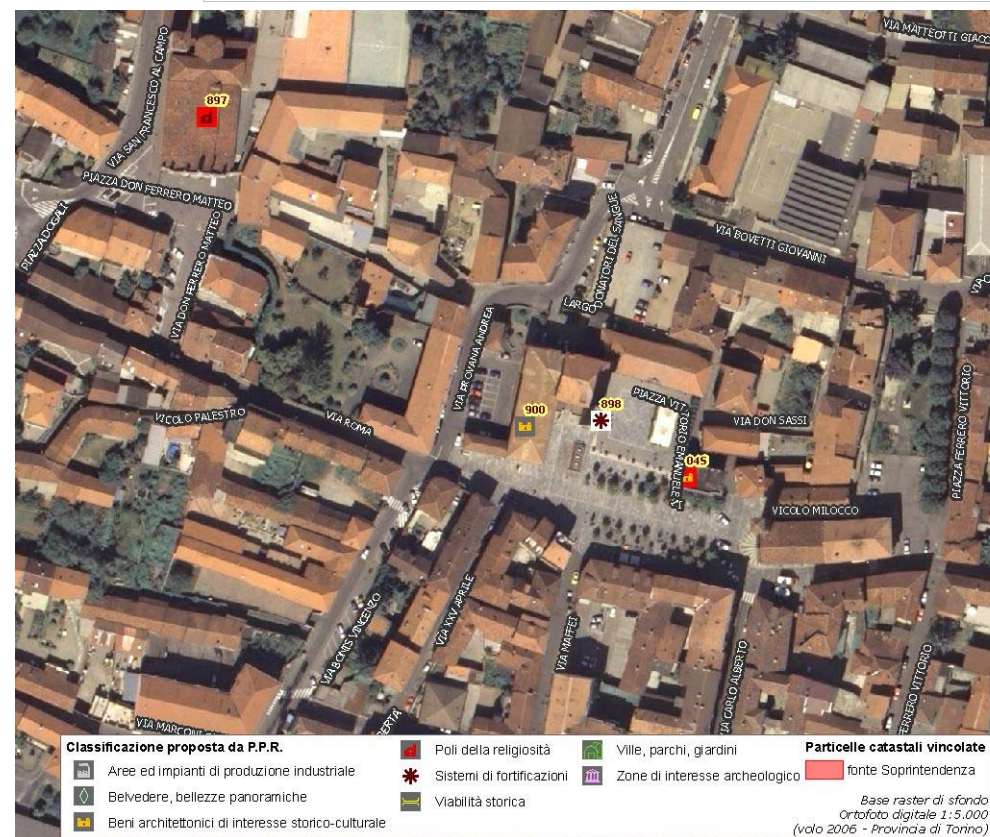 VIA MATTEOTTI GIACO
VIA SAN FRANCESCO AL CAMPO
897
PIAZZA DON FERRERO MATTEO
PIAZZA DOGALI
VIA DON FERRERO MATTEO
LARGO DONATORI DEL SANGUE
VIA BOVETTI GIOVANNI
VIA PROVANA ANDREA
PIAZZA FERRERO VITTORIO
VICOLO PALESTRO
VIA ROMA
900
898
PIAZZA VITTORIO EMANUELE
VIA DON SASSI
045
VICOLO MILOCCO
VIA BONIS VINCENZO
VIA XXV APRILE
VIA MAFFEI
IA CARLO ALBERTO
FERRERO VITTORIO
VIA MARCONI
BERTA'
Classificazione proposta da P.P.R.
Aree ed impianti di produzione industriale
Belvedere, bellezze panoramiche
Beni architettonici di interesse storico-culturale
Poli della religiosità
Sistemi di fortificazioni
Viabilità storica
Ville, parchi, giardini
Zone di interesse archeologico
Particelle catastali vincolate
fonte Soprintendenza
Base raster di sfondo
Ortofoto digitale 1:5.000
(volo 2006 - Provincia di Torino)